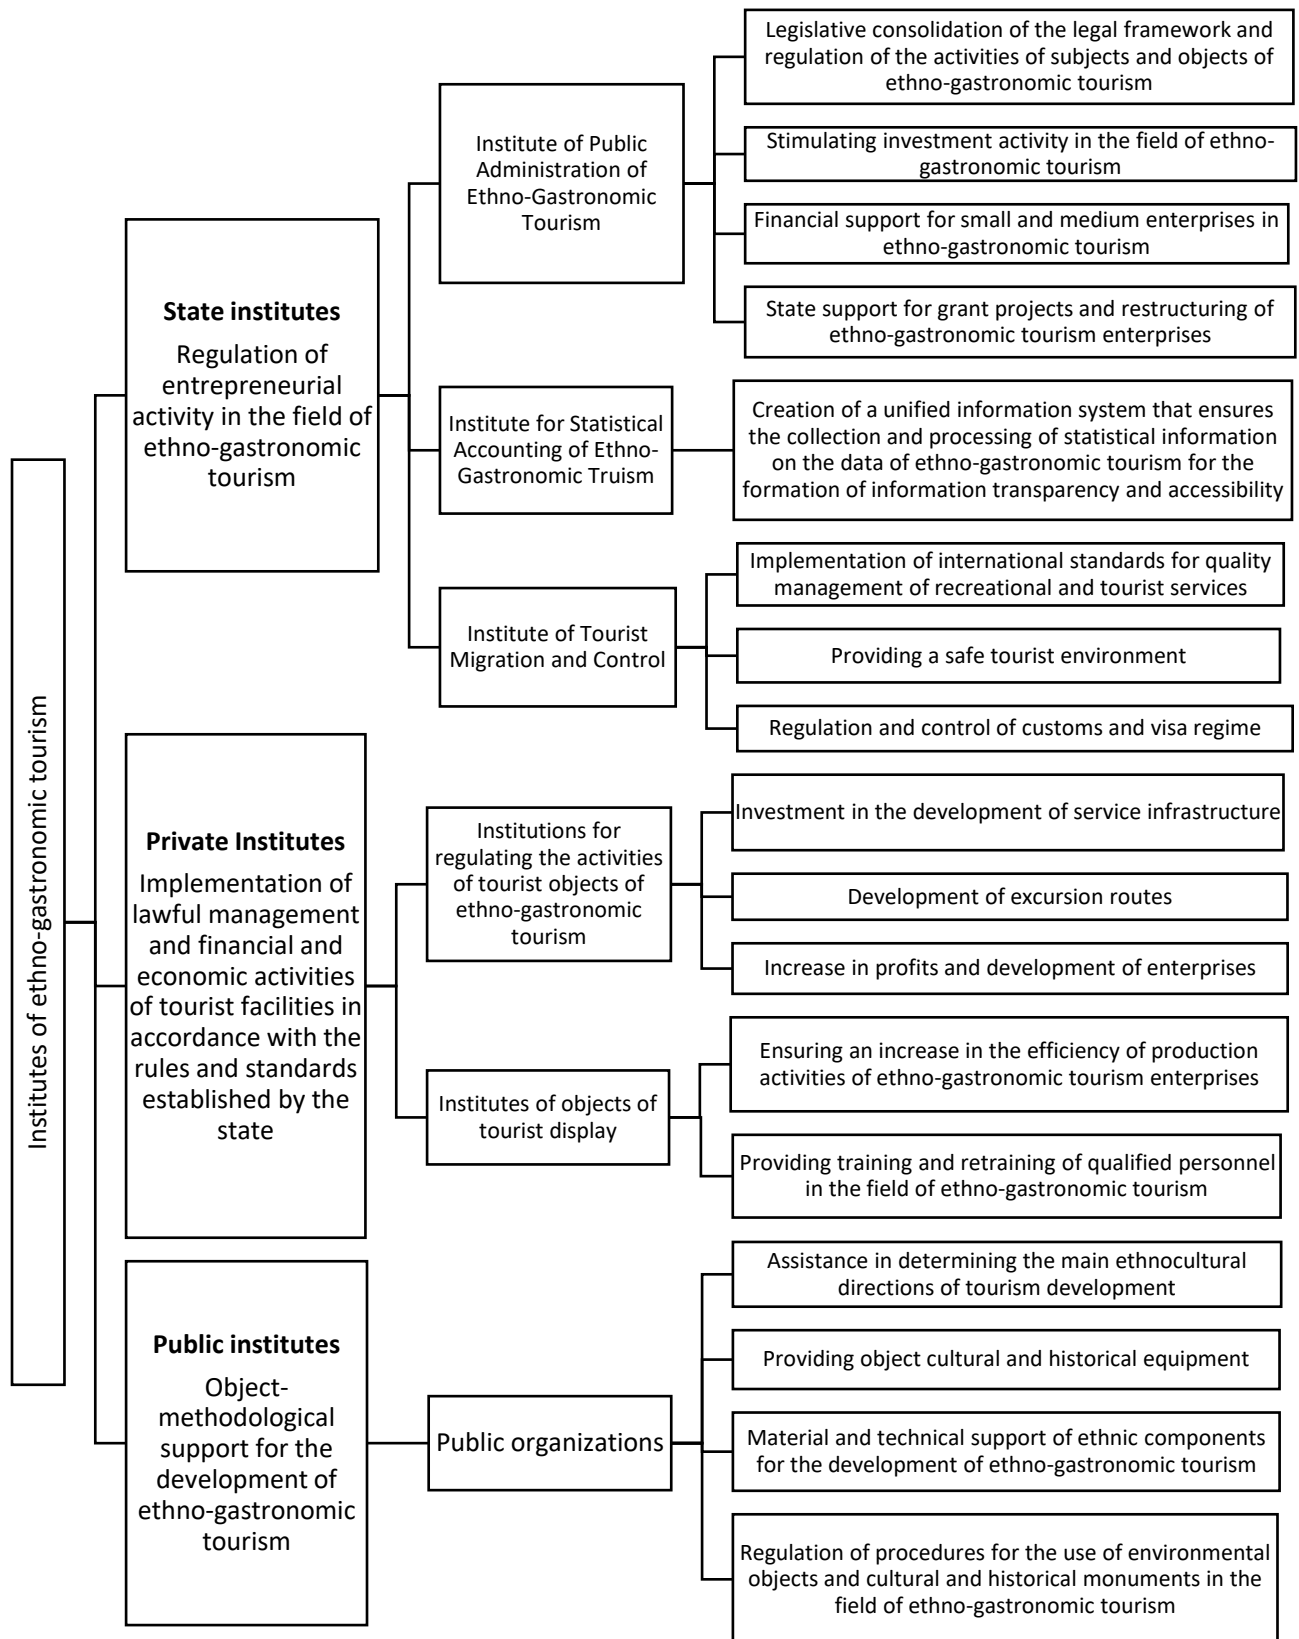 Institutes of ethno-gastronomic tourism
State institutes
Regulation of
entrepreneurial
activity in the field of
ethno-gastronomic
tourism
Institute of Public
Administration of
Ethno-Gastronomic
Tourism
Legislative consolidation of the legal framework and
regulation of the activities of subjects and objects of
ethno-gastronomic tourism
Stimulating investment activity in the field of ethno-
gastronomic tourism
Financial support for small and medium enterprises in
ethno-gastronomic tourism
State support for grant projects and restructuring of
ethno-gastronomic tourism enterprises
Institute for Statistical
Accounting of Ethno-
Gastronomic Truism
Creation of a unified information system that ensures
the collection and processing of statistical information
on the data of ethno-gastronomic tourism for the
formation of information transparency and accessibility
Institute of Tourist
Migration and Control
Implementation of international standards for quality
management of recreational and tourist services
Providing a safe tourist environment
Regulation and control of customs and visa regime
Private Institutes
Implementation of
lawful management
and financial and
economic activities
of tourist facilities in
accordance with the
rules and standards
established by the
state
Institutions for
regulating the activities
of tourist objects of
ethno-gastronomic
tourism
Investment in the development of service infrastructure
Development of excursion routes
Increase in profits and development of enterprises
Institutes of objects of
tourist display
Ensuring an increase in the efficiency of production
activities of ethno-gastronomic tourism enterprises
Providing training and retraining of qualified personnel
in the field of ethno-gastronomic tourism
Public institutes
Object-
methodological
support for the
development of
ethno-gastronomic
tourism
Public organizations
Assistance in determining the main ethnocultural
directions of tourism development
Providing object cultural and historical equipment
Material and technical support of ethnic components
for the development of ethno-gastronomic tourism
Regulation of procedures for the use of environmental
objects and cultural and historical monuments in the
field of ethno-gastronomic tourism